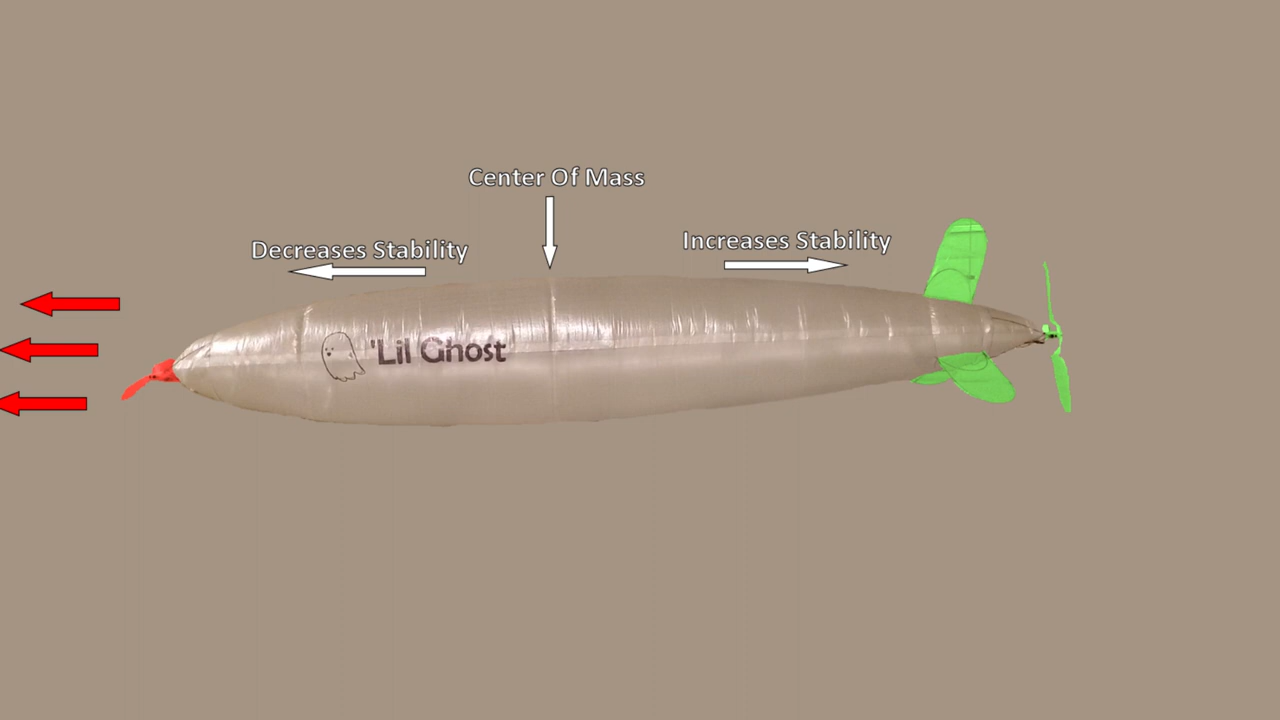 Center Of Mass
Decreases Stability
Increases Stability
'Lil Ghost